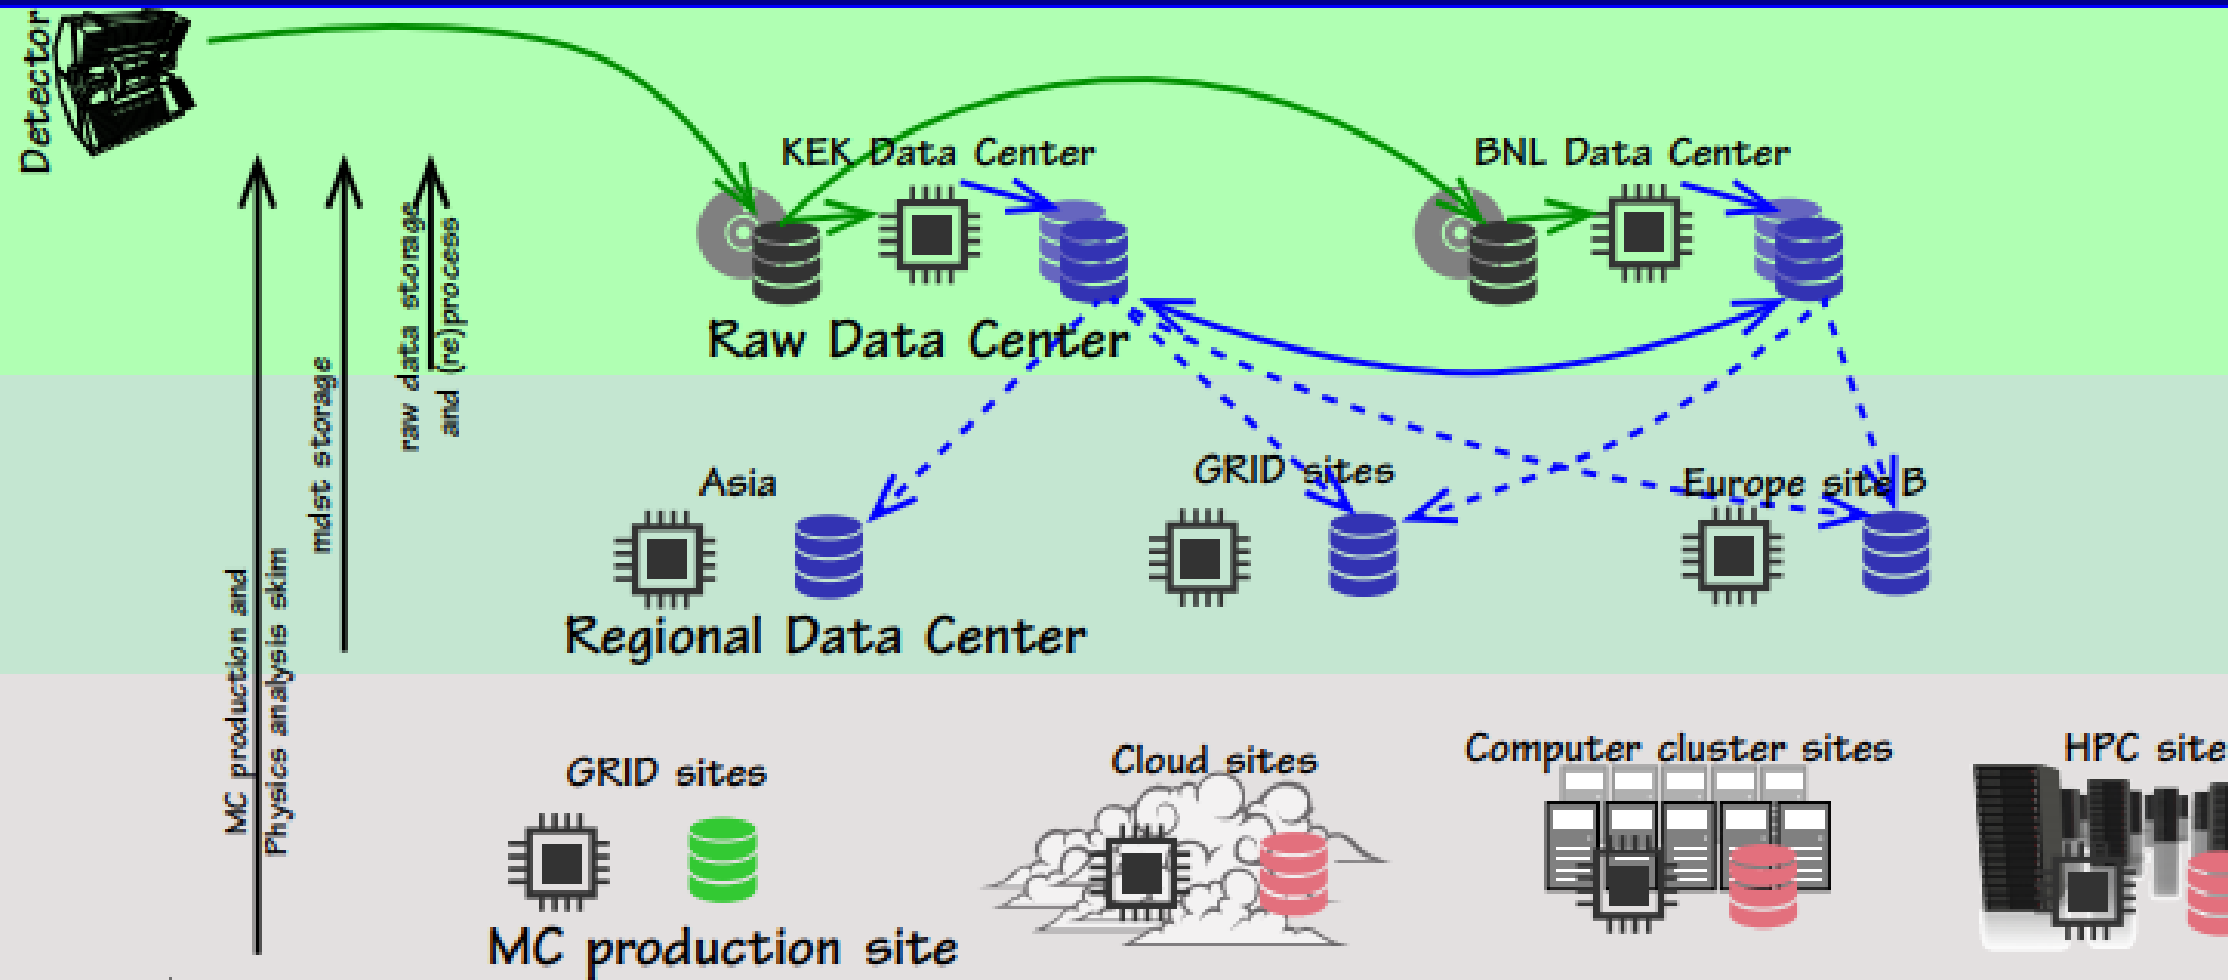 Detector
KEK Data Center
BNL Data Center
raw data storage
and (re)process
Raw Data Center
mdst storage
Asia
GRID sites
Europe site B
Regional Data Center
MC production and
Physics analysis skim
GRID sites
Cloud sites
Computer cluster sites
HPC site
MC production site